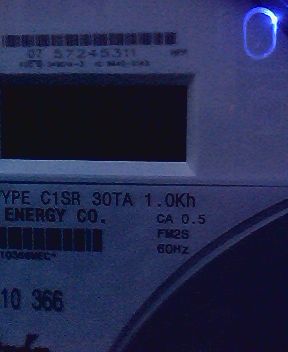 07 57245311
YPE C1SR 30TA 1.0Kh
ENERGY CO.
CA 0.5
FM2S
60Hz
10 366